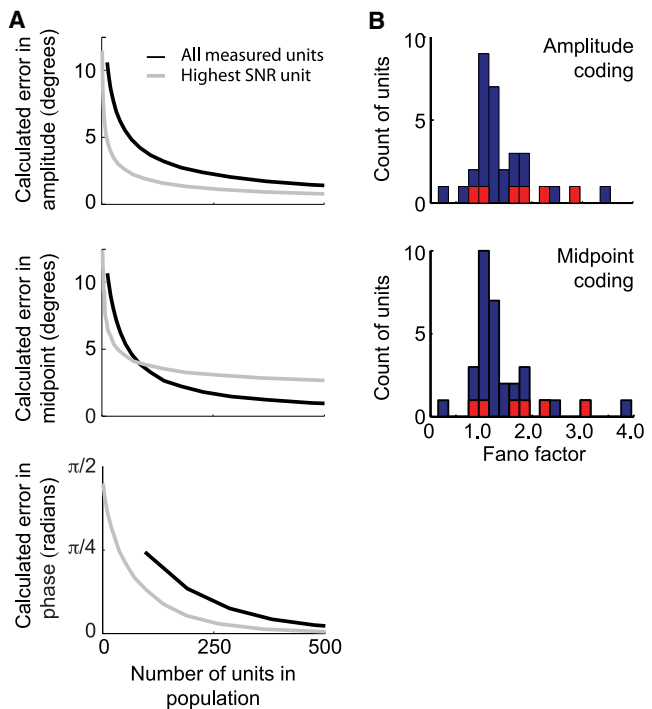 A
Calculated error in
amplitude (degrees)
10
5
0
All measured units
Highest SNR unit
Calculated error in
midpoint (degrees)
10
5
0
Calculated error in
phase (radians)
π/2
π/4
0
0 250 500
Number of units in
population
B
Count of units
10
5
0
Amplitude
coding
Count of units
10
5
0
Midpoint
coding
0 1.0 2.0 3.0 4.0
Fano factor